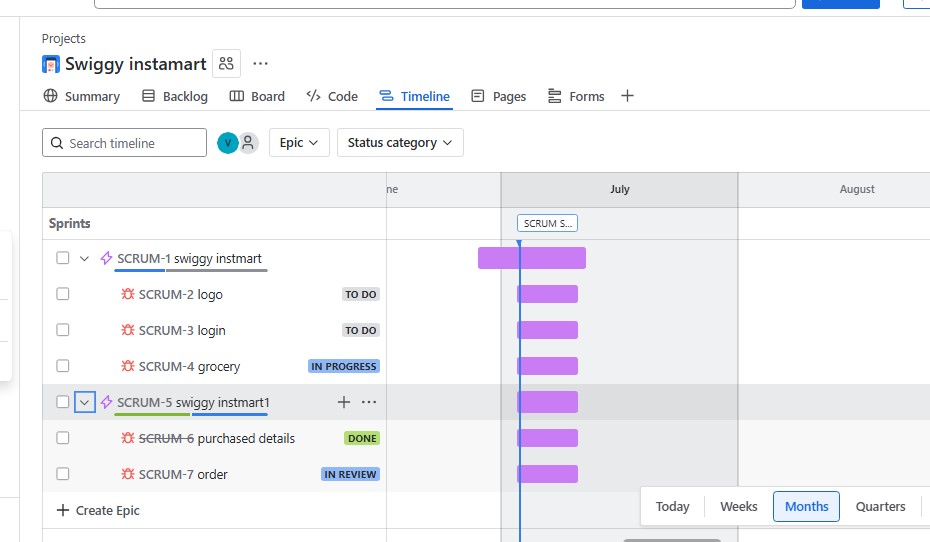 Projects
Swiggy instamart
Summary Backlog Board Code Timeline Pages Forms
Search timeline V Epic Status category
ne July August
Sprints SCRUM S...
SCRUM-1 swiggy instmart
SCRUM-2 logo TO DO
SCRUM-3 login TO DO
SCRUM-4 grocery IN PROGRESS
SCRUM-5 swiggy instmart1
SCRUM-6 purchased details DONE
SCRUM-7 order IN REVIEW
Create Epic
Today Weeks Months Quarters